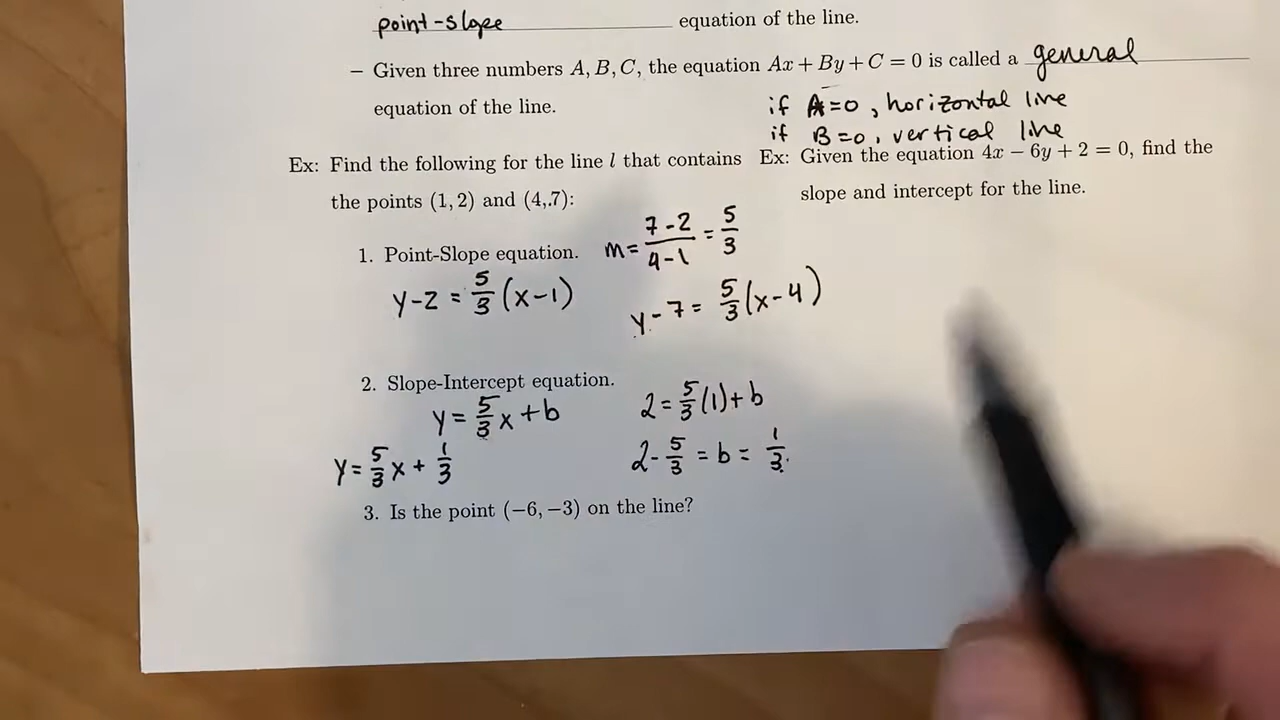 point-slope equation of the line.
– Given three numbers A, B, C, the equation Ax + By + C = 0 is called a general
equation of the line.
if A=0, horizontal line
if B=0, vertical line
Ex: Find the following for the line l that contains
the points (1, 2) and (4,.7):
1. Point-Slope equation.
m = 7-2/4-1 = 5/3
y-2 = 5/3 (x-1)
y-7 = 5/3 (x-4)
2. Slope-Intercept equation.
y = 5/3 x + b
2 = 5/3 (1) + b
y = 5/3 x + 1/3
2 - 5/3 = b = 1/3.
3. Is the point (−6, −3) on the line?
Ex: Given the equation 4x − 6y + 2 = 0, find the
slope and intercept for the line.